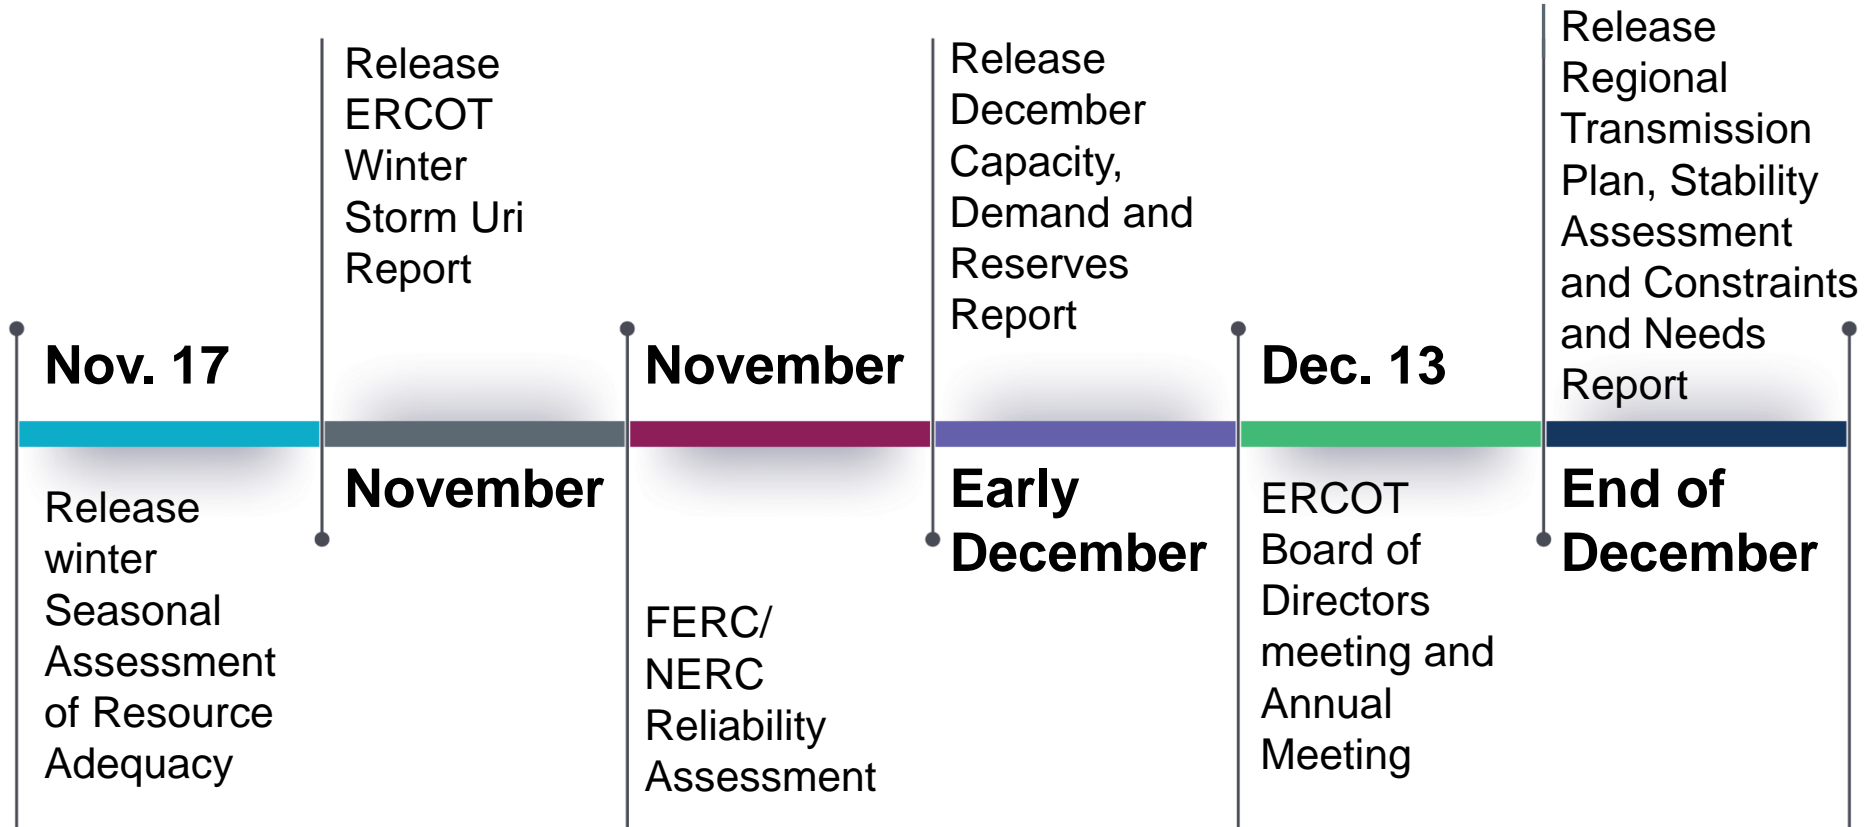 Nov. 17
Release
winter
Seasonal
Assessment
of Resource
Adequacy
Release
ERCOT
Winter
Storm Uri
Report
November
November
FERC/
NERC
Reliability
Assessment
Release
December
Capacity,
Demand and
Reserves
Report
Early
December
Dec. 13
ERCOT
Board of
Directors
meeting and
Annual
Meeting
Release
Regional
Transmission
Plan, Stability
Assessment
and Constraints
and Needs
Report
End of
December